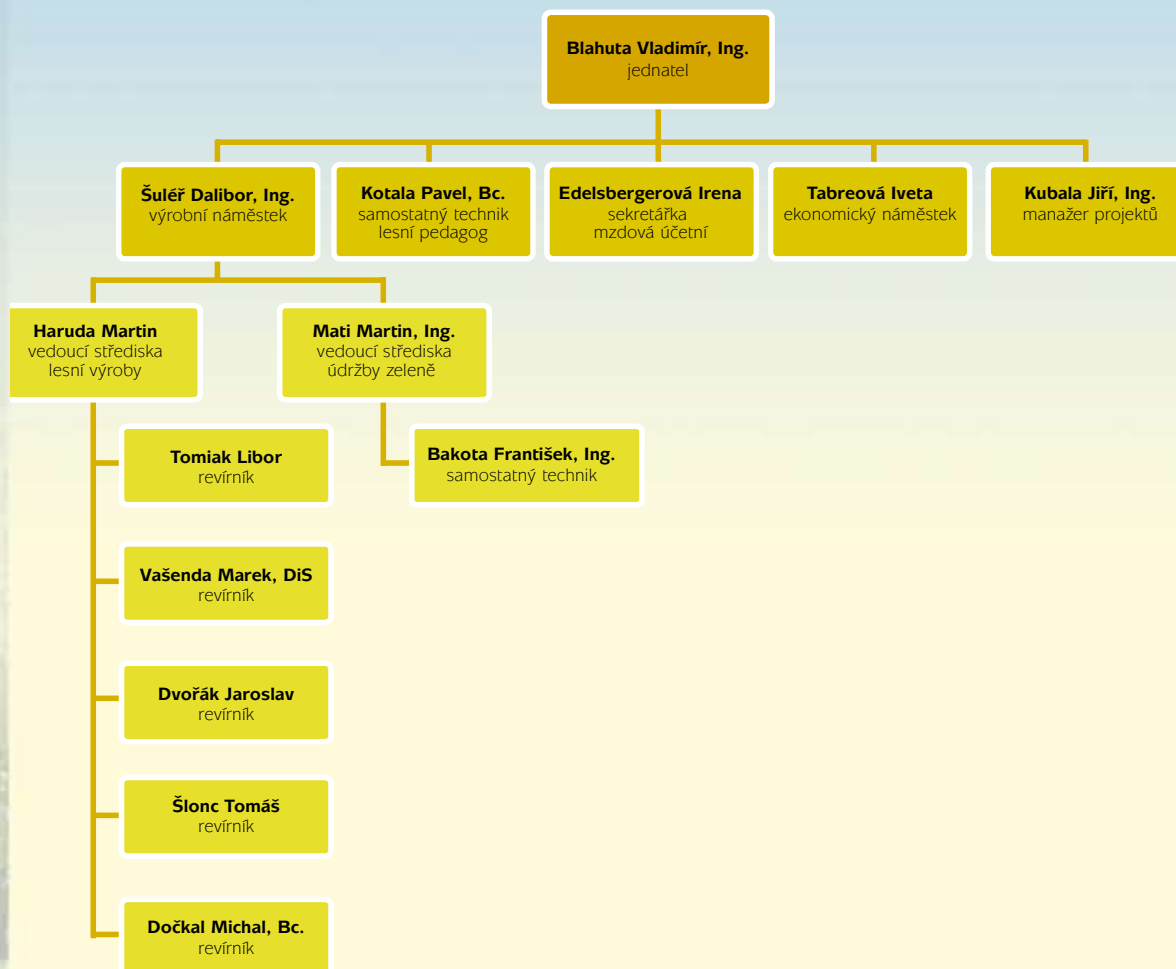 Blahuta Vladimír, Ing.
jednatel
Šuléř Dalibor, Ing.
výrobní náměstek
Kotala Pavel, Bc.
samostatný technik
lesní pedagog
Edelsbergerová Irena
sekretářka
mzdová účetní
Tabreová Iveta
ekonomický náměstek
Kubala Jiří, Ing.
manažer projektů
Haruda Martin
vedoucí střediska
lesní výroby
Mati Martin, Ing.
vedoucí střediska
údržby zeleně
Tomiak Libor
revírník
Bakota František, Ing.
samostatný technik
Vašenda Marek, DiS
revírník
Dvořák Jaroslav
revírník
Šlonc Tomáš
revírník
Dočkal Michal, Bc.
revírník